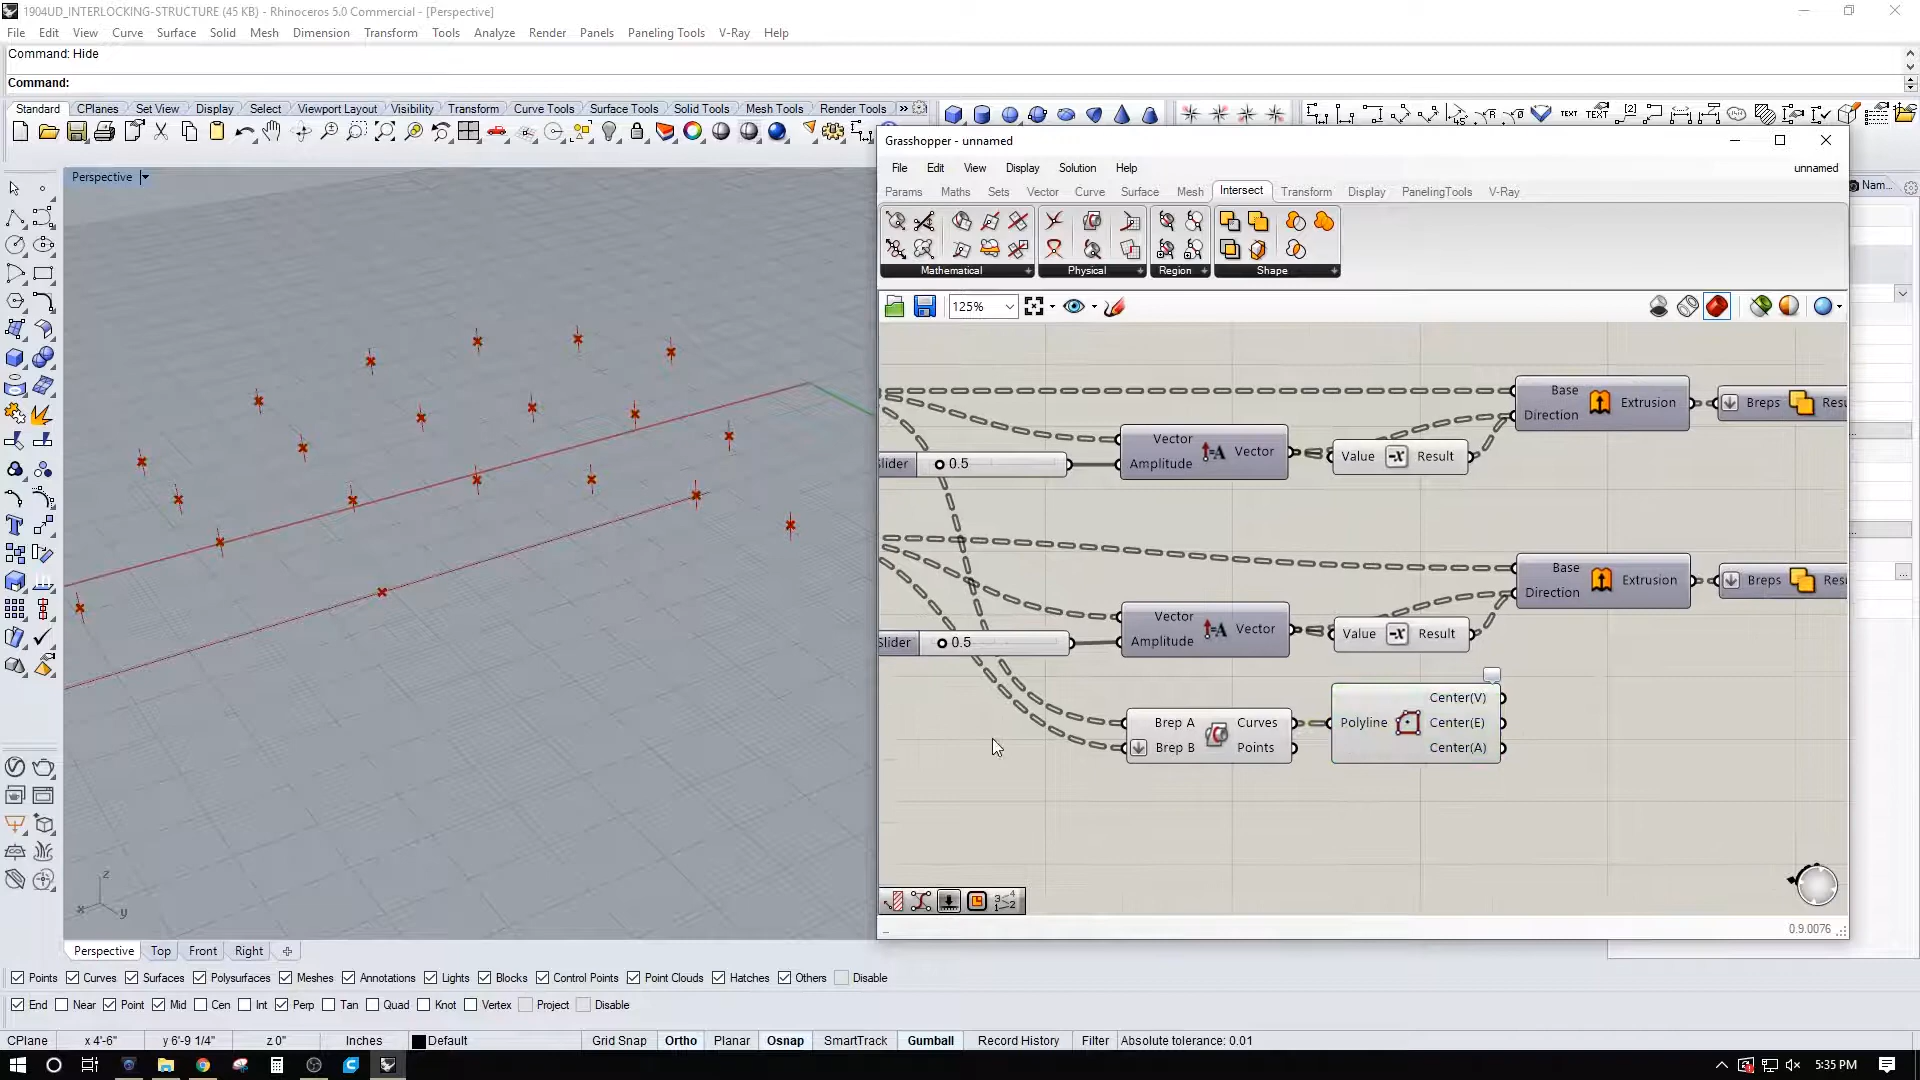 1904UD_INTERLOCKING-STRUCTURE (45 KB) - Rhinoceros 5.0 Commercial - [Perspective]
File Edit View Curve Surface Solid Mesh Dimension Transform Tools Analyze Render Panels Paneling Tools V-Ray Help
Command: Hide
Command:
Standard CPlanes Set View Display Select Viewport Layout Visibility Transform Curve Tools Surface Tools Solid Tools Mesh Tools Render Tools »
Grasshopper - unnamed
File Edit View Display Solution Help unnamed
Params Maths Sets Vector Curve Surface Mesh Intersect Transform Display PanelingTools V-Ray
Mathematical Physical Region Shape
125%
Perspective
Nam...
Base
Direction
Extrusion
Breps
Resu
Vector
Amplitude
Vector
Slider
0.5
Value
-x
Result
Base
Direction
Extrusion
Breps
Resu
Vector
Amplitude
Vector
Slider
0.5
Value
-x
Result
Brep A
Brep B
Curves
Points
Polyline
Center(V)
Center(E)
Center(A)
z
x
y
0.9.0076
Perspective Top Front Right
Points Curves Surfaces Polysurfaces Meshes Annotations Lights Blocks Control Points Point Clouds Hatches Others Disable
End Near Point Mid Cen Int Perp Tan Quad Knot Vertex Project Disable
CPlane x 4'-6" y 6'-9 1/4" z 0" Inches Default Grid Snap Ortho Planar Osnap SmartTrack Gumball Record History Filter Absolute tolerance: 0.01
5:35 PM